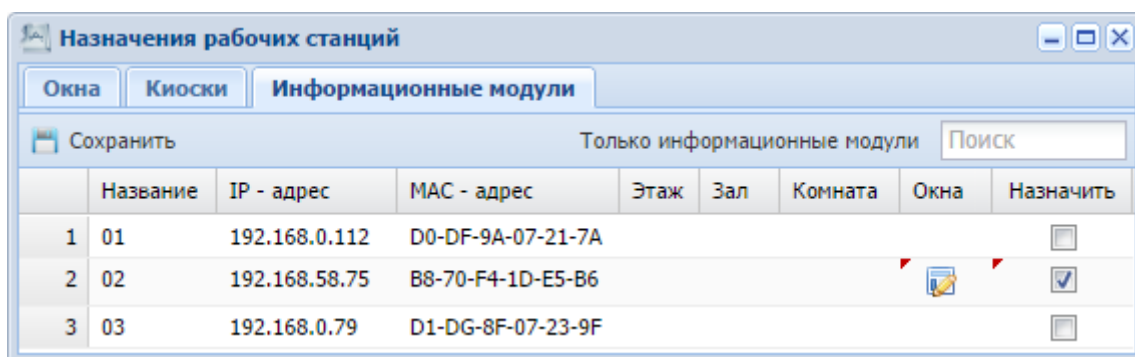 Назначения рабочих станций
Окна Киоски Информационные модули
Сохранить Только информационные модули Поиск
Название IP - адрес MAC - адрес Этаж Зал Комната Окна Назначить
1 01 192.168.0.112 D0-DF-9A-07-21-7A
2 02 192.168.58.75 B8-70-F4-1D-E5-B6
3 03 192.168.0.79 D1-DG-8F-07-23-9F